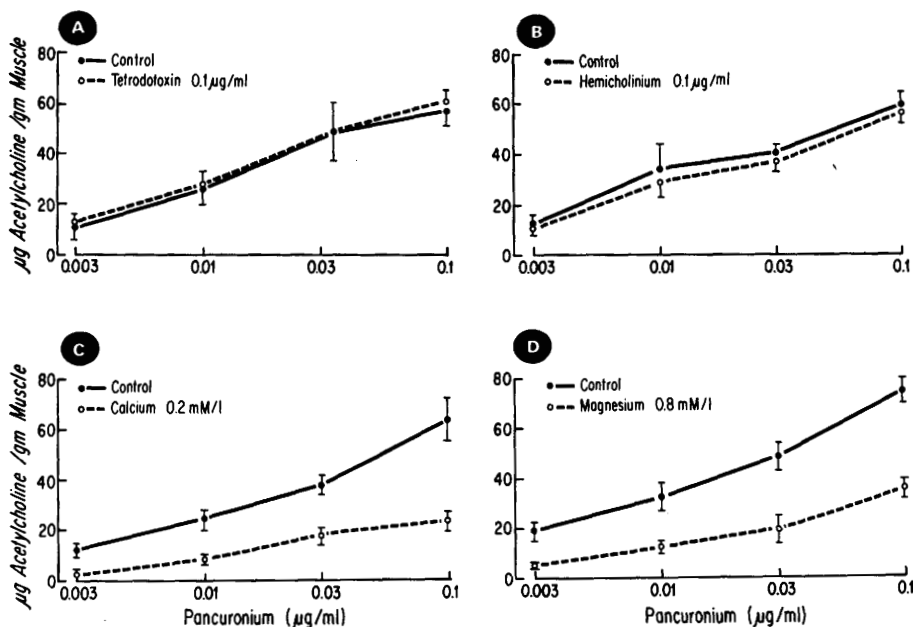 A
Control
Tetrodotoxin 0.1 µg/ml
µg Acetylcholine /gm Muscle
80
60
40
20
0
0.003
0.01
0.03
0.1
B
Control
Hemicholinium 0.1 µg/ml
80
60
40
20
0
0.003
0.01
0.03
0.1
C
Control
Calcium 0.2 mM/l
µg Acetylcholine /gm Muscle
80
60
40
20
0
0.003
0.01
0.03
0.1
Pancuronium (µg/ml)
D
Control
Magnesium 0.8 mM/l
80
60
40
20
0
0.003
0.01
0.03
0.1
Pancuronium (µg/ml)